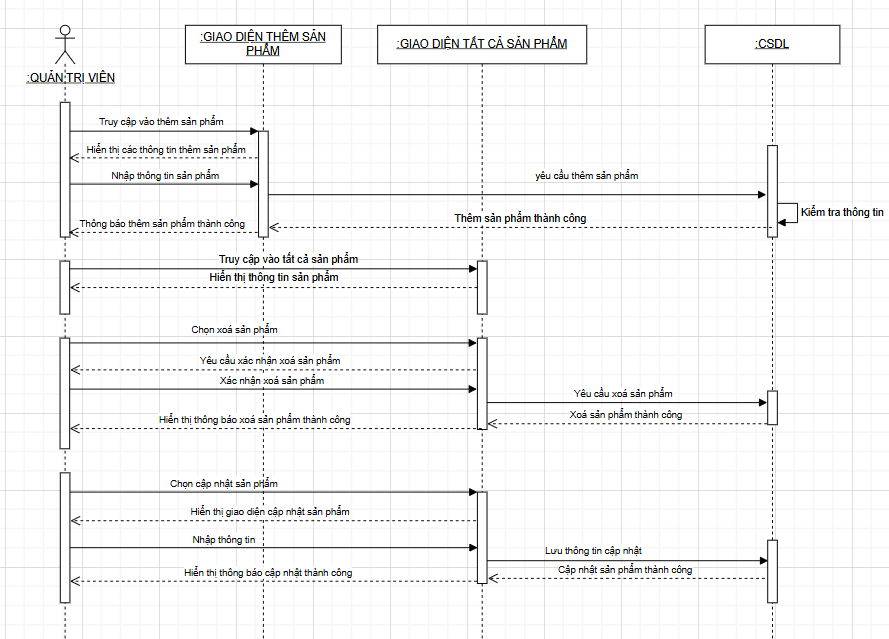 :GIAO DIỆN THÊM SẢN
PHẨM
:GIAO DIỆN TẤT CẢ SẢN PHẨM
:CSDL
:QUẢN TRỊ VIÊN
Truy cập vào thêm sản phẩm
Hiển thị các thông tin thêm sản phẩm
Nhập thông tin sản phẩm
yêu cầu thêm sản phẩm
Kiểm tra thông tin
Thêm sản phẩm thành công
Thông báo thêm sản phẩm thành công
Truy cập vào tất cả sản phẩm
Hiển thị thông tin sản phẩm
Chọn xoá sản phẩm
Yêu cầu xác nhận xoá sản phẩm
Xác nhận xoá sản phẩm
Yêu cầu xoá sản phẩm
Xoá sản phẩm thành công
Hiển thị thông báo xoá sản phẩm thành công
Chọn cập nhật sản phẩm
Hiển thị giao diện cập nhật sản phẩm
Nhập thông tin
Lưu thông tin cập nhật
Cập nhật sản phẩm thành công
Hiển thị thông báo cập nhật thành công